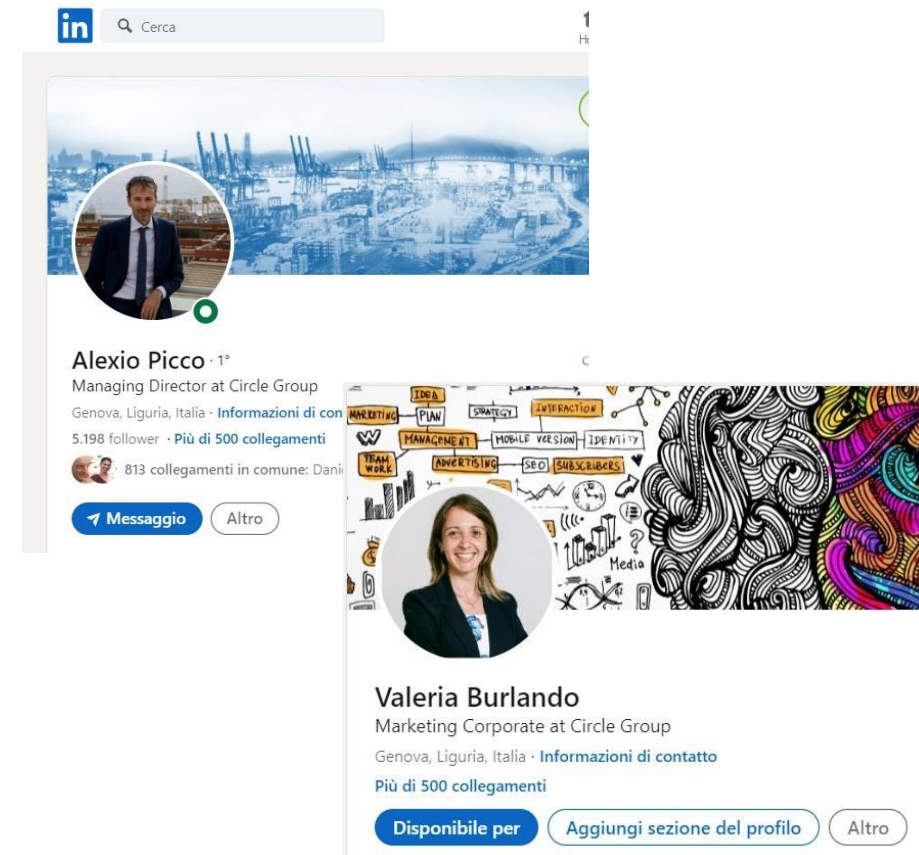 in
Cerca
Alexio Picco · 1°
Managing Director at Circle Group
Genova, Liguria, Italia · Informazioni di con
5.198 follower · Più di 500 collegamenti
813 collegamenti in comune: Dani
Messaggio
Altro
IDEA
MARKETING
PLAN
STRATEGY
INTERACTION
MANAGEMENT
MOBILE VERSION
IDENTITY
TEAM WORK
ADVERTISING
SEO
SUBSCRIBERS
Media
Valeria Burlando
Marketing Corporate at Circle Group
Genova, Liguria, Italia · Informazioni di contatto
Più di 500 collegamenti
Disponibile per
Aggiungi sezione del profilo
Altro